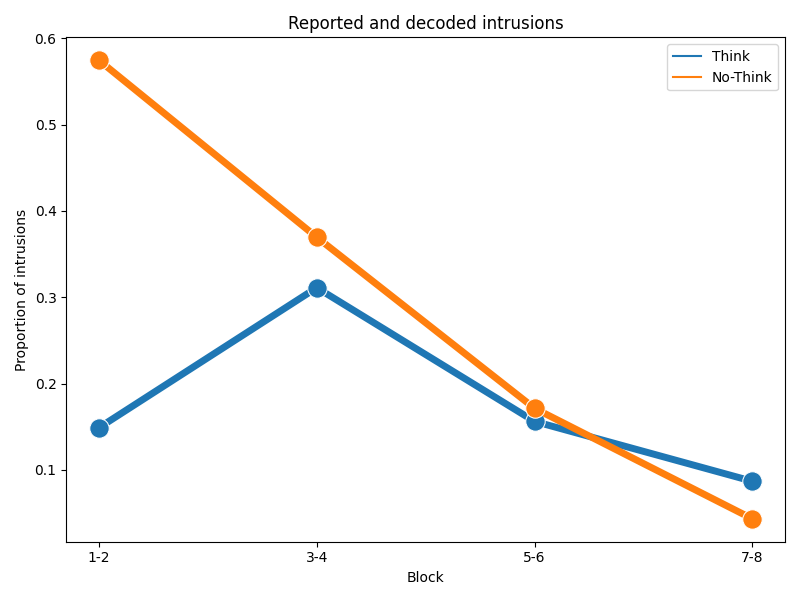 Reported and decoded intrusions
Think
No-Think
Proportion of intrusions
0.6
0.5
0.4
0.3
0.2
0.1
1-2
3-4
5-6
7-8
Block